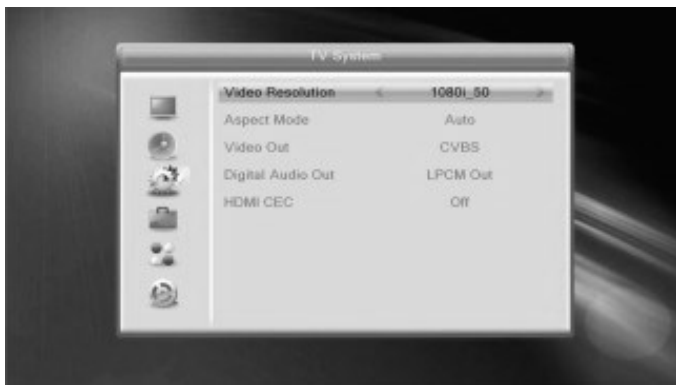 TV System
Video Resolution < 1080i_50 >
Aspect Mode Auto
Video Out CVBS
Digital Audio Out LPCM Out
HDMI CEC Off